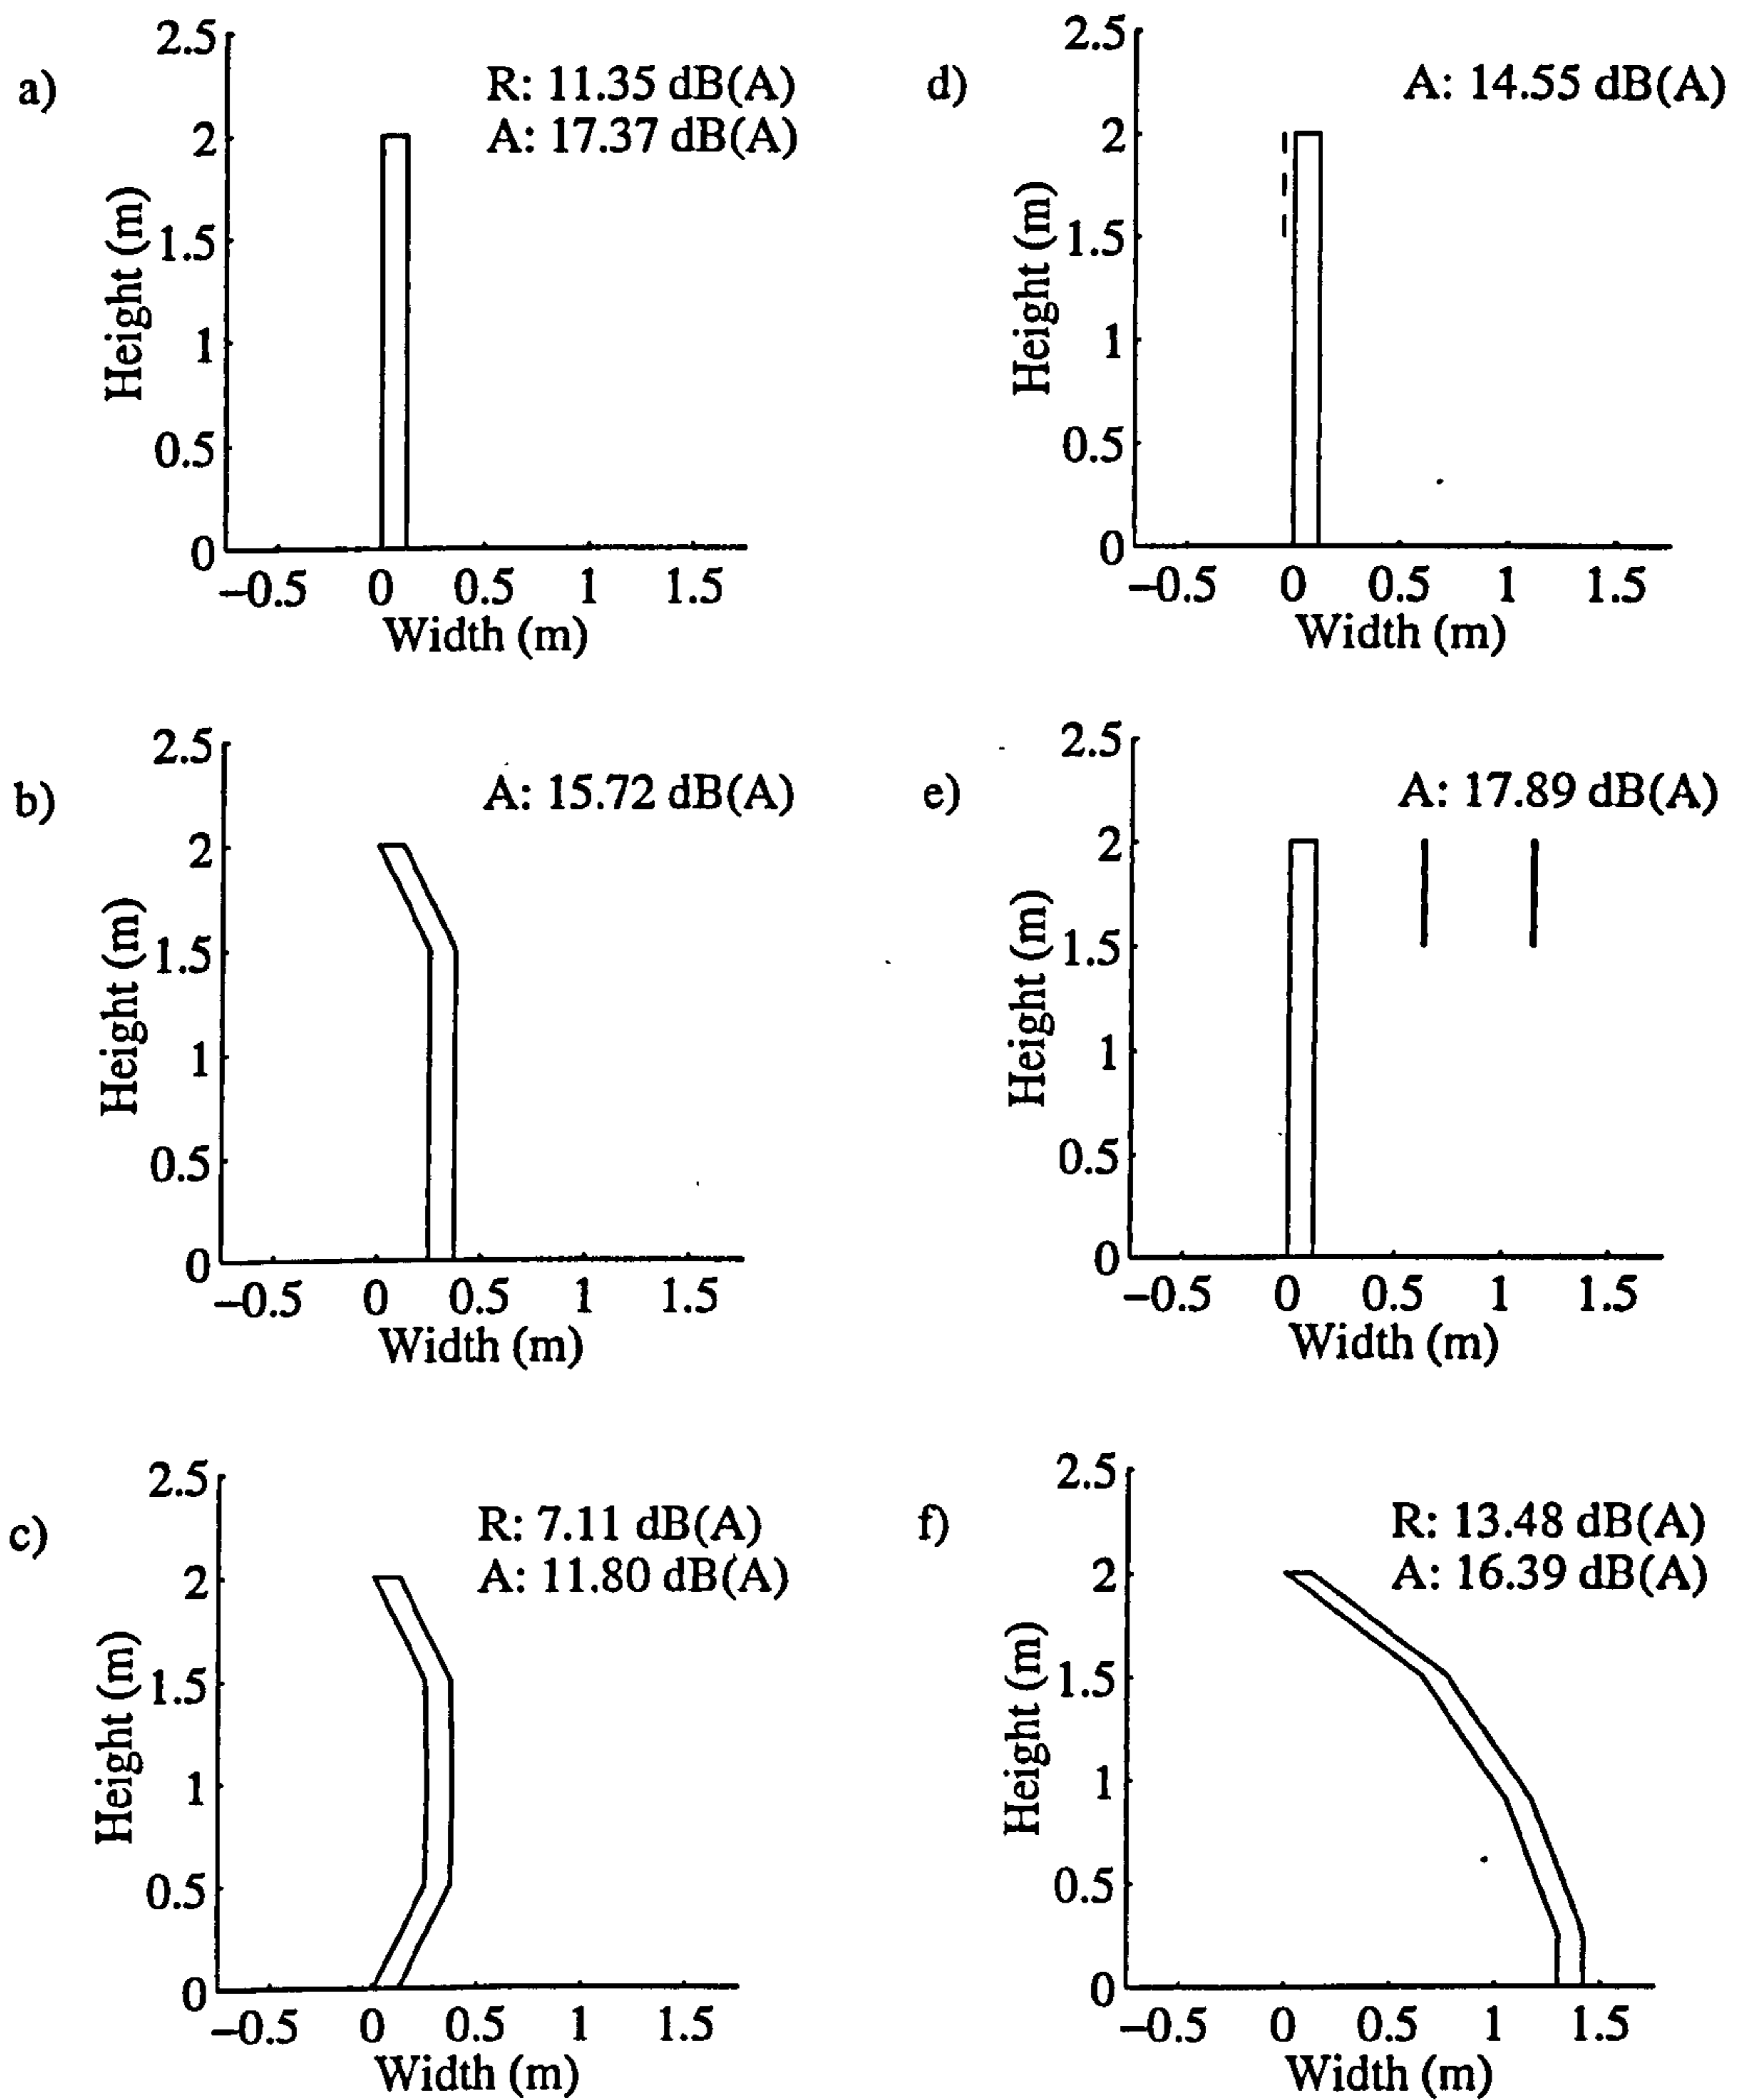 a)
R: 11.35 dB(A)
A: 17.37 dB(A)
Height (m)
2.5
2
1.5
1
0.5
0
–0.5 0 0.5 1 1.5
Width (m)
d)
A: 14.55 dB(A)
Height (m)
2.5
2
1.5
1
0.5
0
–0.5 0 0.5 1 1.5
Width (m)
b)
A: 15.72 dB(A)
Height (m)
2.5
2
1.5
1
0.5
0
–0.5 0 0.5 1 1.5
Width (m)
e)
A: 17.89 dB(A)
Height (m)
2.5
2
1.5
1
0.5
0
–0.5 0 0.5 1 1.5
Width (m)
c)
R: 7.11 dB(A)
A: 11.80 dB(A)
Height (m)
2.5
2
1.5
1
0.5
0
–0.5 0 0.5 1 1.5
Width (m)
f)
R: 13.48 dB(A)
A: 16.39 dB(A)
Height (m)
2.5
2
1.5
1
0.5
0
–0.5 0 0.5 1 1.5
Width (m)